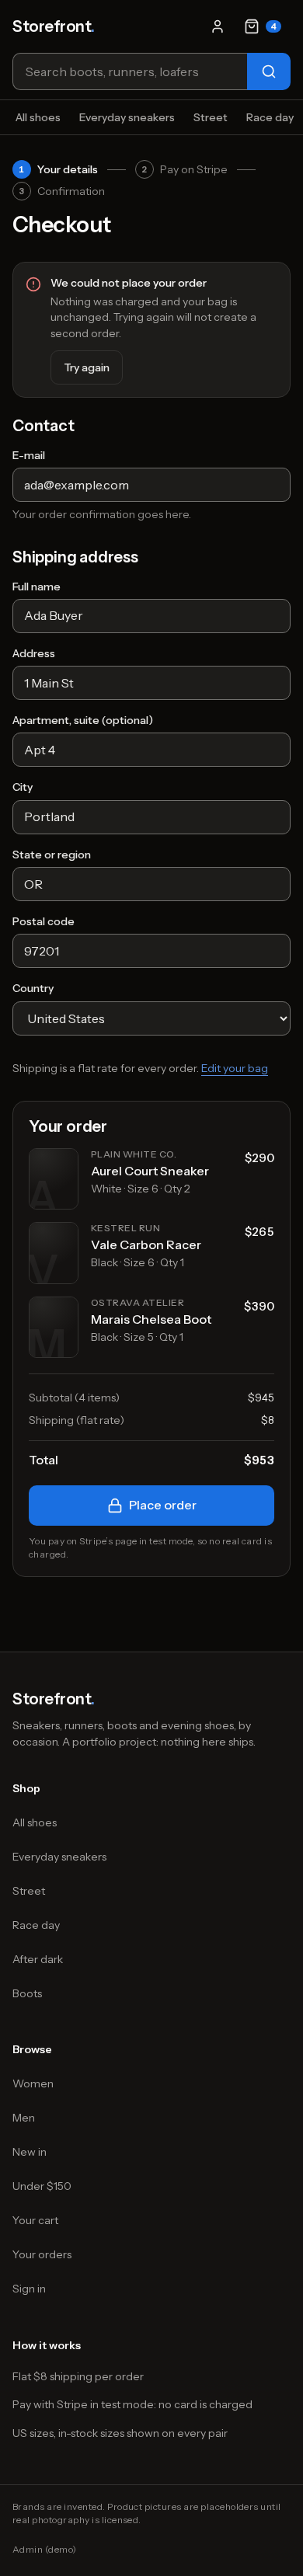 Storefront.
4
Search boots, runners, loafers
All shoes Everyday sneakers Street Race day
1 Your details 2 Pay on Stripe
3 Confirmation
Checkout
We could not place your order
Nothing was charged and your bag is
unchanged. Trying again will not create a
second order.
Try again
Contact
E-mail
ada@example.com
Your order confirmation goes here.
Shipping address
Full name
Ada Buyer
Address
1 Main St
Apartment, suite (optional)
Apt 4
City
Portland
State or region
OR
Postal code
97201
Country
United States
Shipping is a flat rate for every order. Edit your bag
Your order
A
PLAIN WHITE CO.
Aurel Court Sneaker
White · Size 6 · Qty 2
$290
V
KESTREL RUN
Vale Carbon Racer
Black · Size 6 · Qty 1
$265
M
OSTRAVA ATELIER
Marais Chelsea Boot
Black · Size 5 · Qty 1
$390
Subtotal (4 items) $945
Shipping (flat rate) $8
Total $953
Place order
You pay on Stripe's page in test mode, so no real card is
charged.
Storefront.
Sneakers, runners, boots and evening shoes, by
occasion. A portfolio project: nothing here ships.
Shop
All shoes
Everyday sneakers
Street
Race day
After dark
Boots
Browse
Women
Men
New in
Under $150
Your cart
Your orders
Sign in
How it works
Flat $8 shipping per order
Pay with Stripe in test mode: no card is charged
US sizes, in-stock sizes shown on every pair
Brands are invented. Product pictures are placeholders until
real photography is licensed.
Admin (demo)